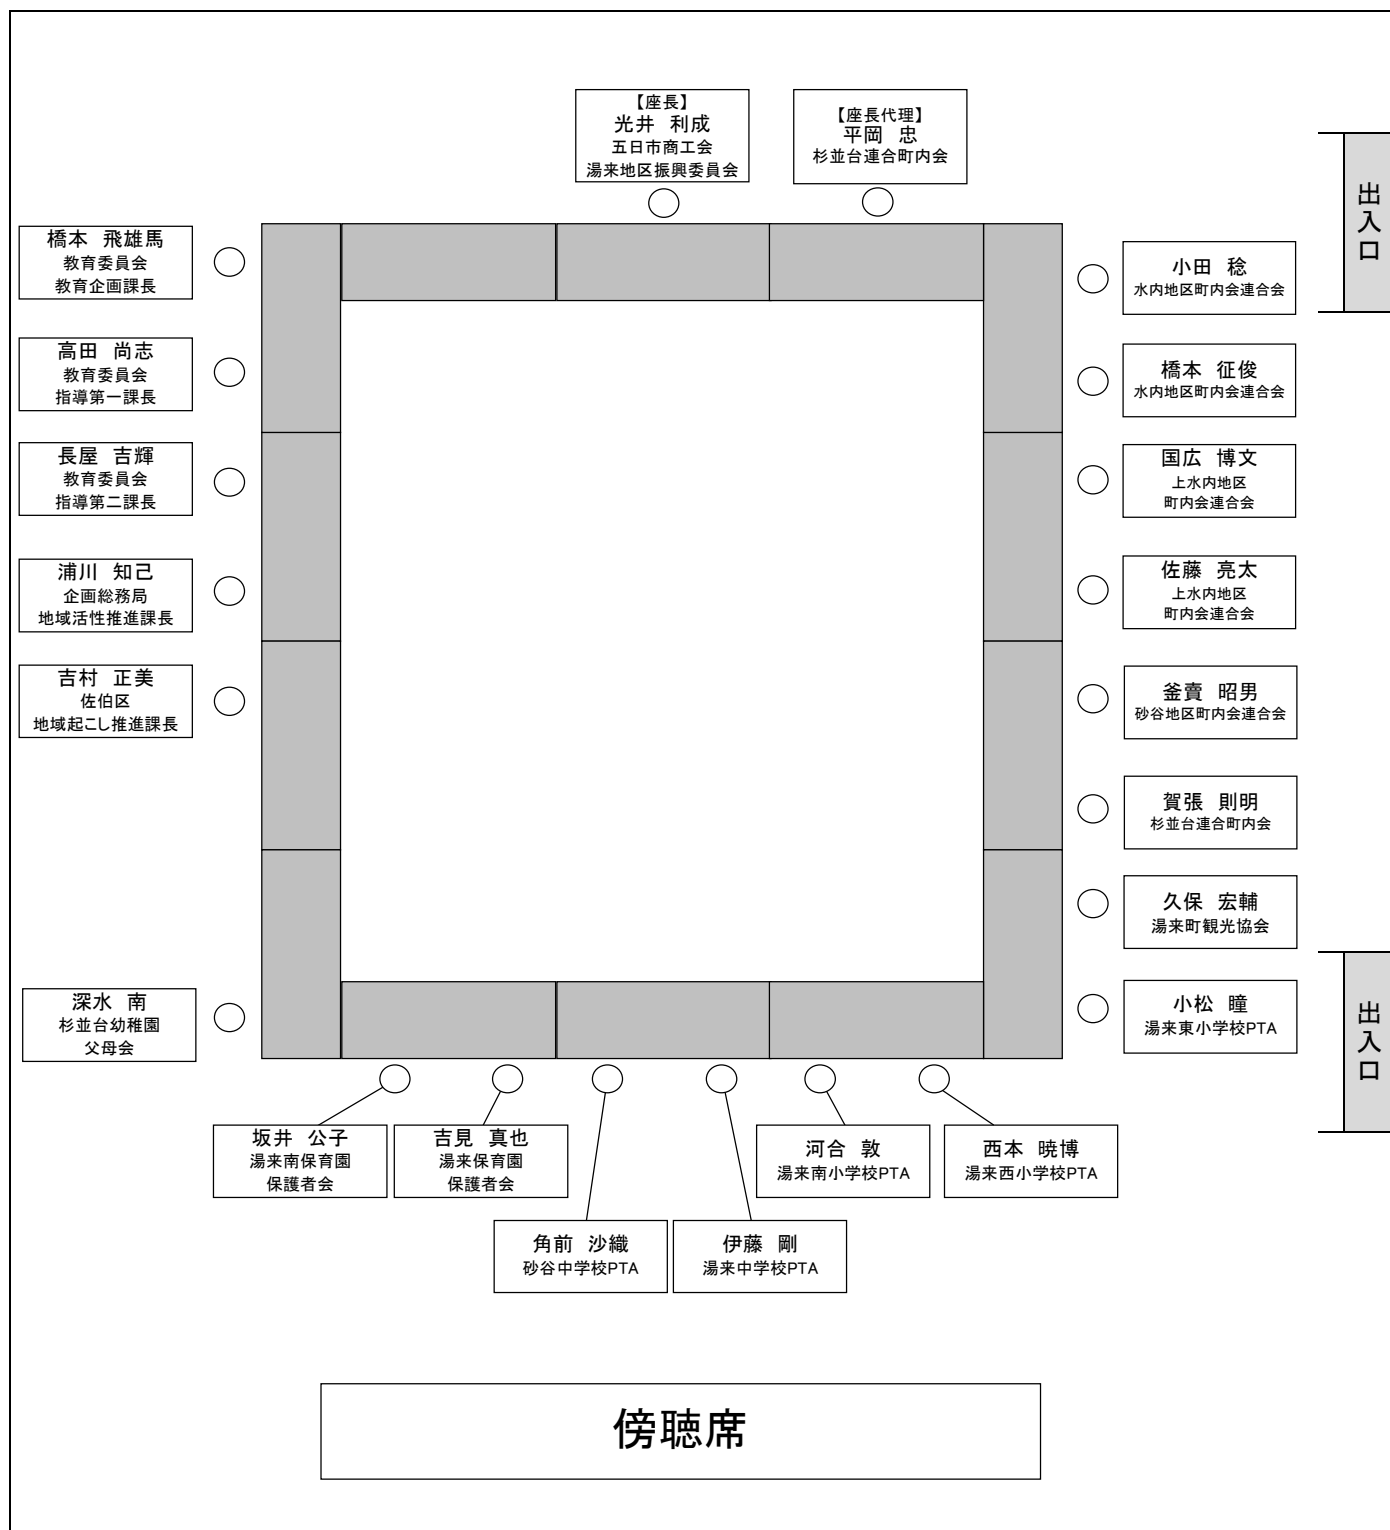 【座長】
光井 利成
五日市商工会
湯来地区振興委員会
【座長代理】
平岡 忠
杉並台連合町内会
出入口
橋本 飛雄馬
教育委員会
教育企画課長
高田 尚志
教育委員会
指導第一課長
長屋 吉輝
教育委員会
指導第二課長
浦川 知己
企画総務局
地域活性推進課長
吉村 正美
佐伯区
地域起こし推進課長
深水 南
杉並台幼稚園
父母会
小田 稔
水内地区町内会連合会
橋本 征俊
水内地区町内会連合会
国広 博文
上水内地区
町内会連合会
佐藤 亮太
上水内地区
町内会連合会
釜賣 昭男
砂谷地区町内会連合会
賀張 則明
杉並台連合町内会
久保 宏輔
湯来町観光協会
小松 瞳
湯来東小学校PTA
出入口
坂井 公子
湯来南保育園
保護者会
吉見 真也
湯来保育園
保護者会
角前 沙織
砂谷中学校PTA
伊藤 剛
湯来中学校PTA
河合 敦
湯来南小学校PTA
西本 暁博
湯来西小学校PTA
傍聴席